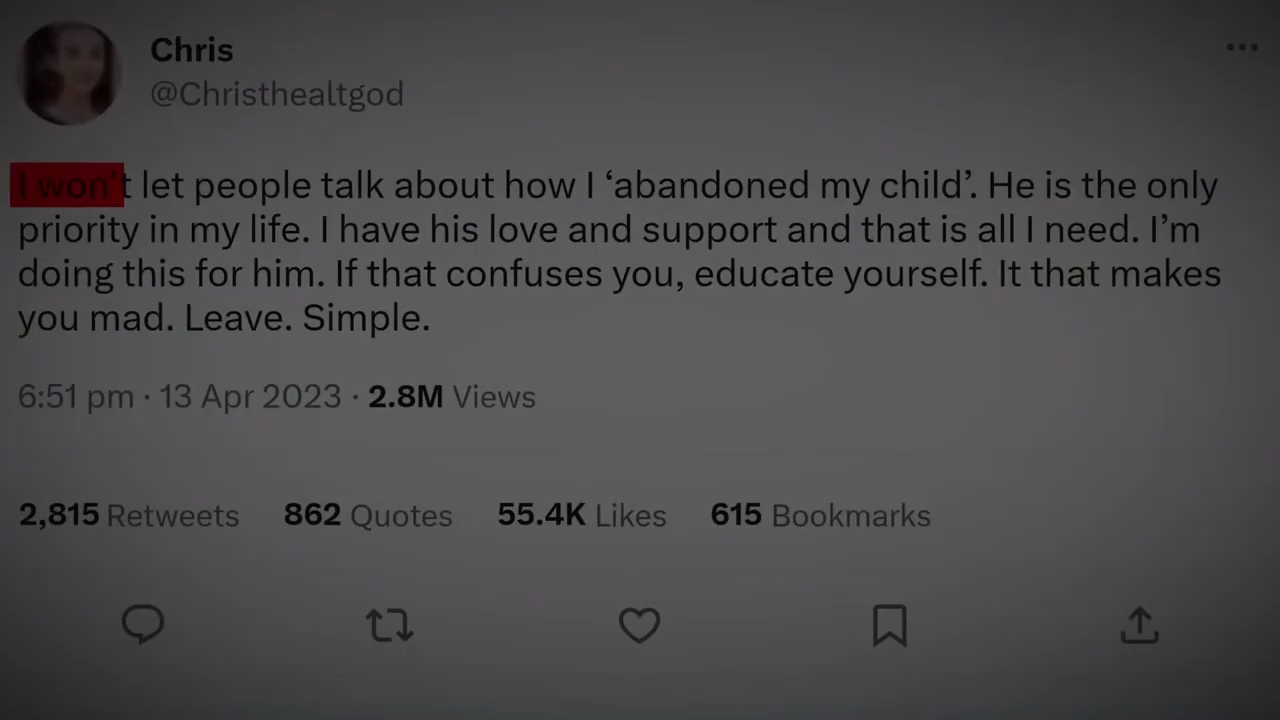 Chris
@Christhealtgod
I won't let people talk about how I ‘abandoned my child’. He is the only
priority in my life. I have his love and support and that is all I need. I’m
doing this for him. If that confuses you, educate yourself. It that makes
you mad. Leave. Simple.
6:51 pm · 13 Apr 2023 · 2.8M Views
2,815 Retweets 862 Quotes 55.4K Likes 615 Bookmarks